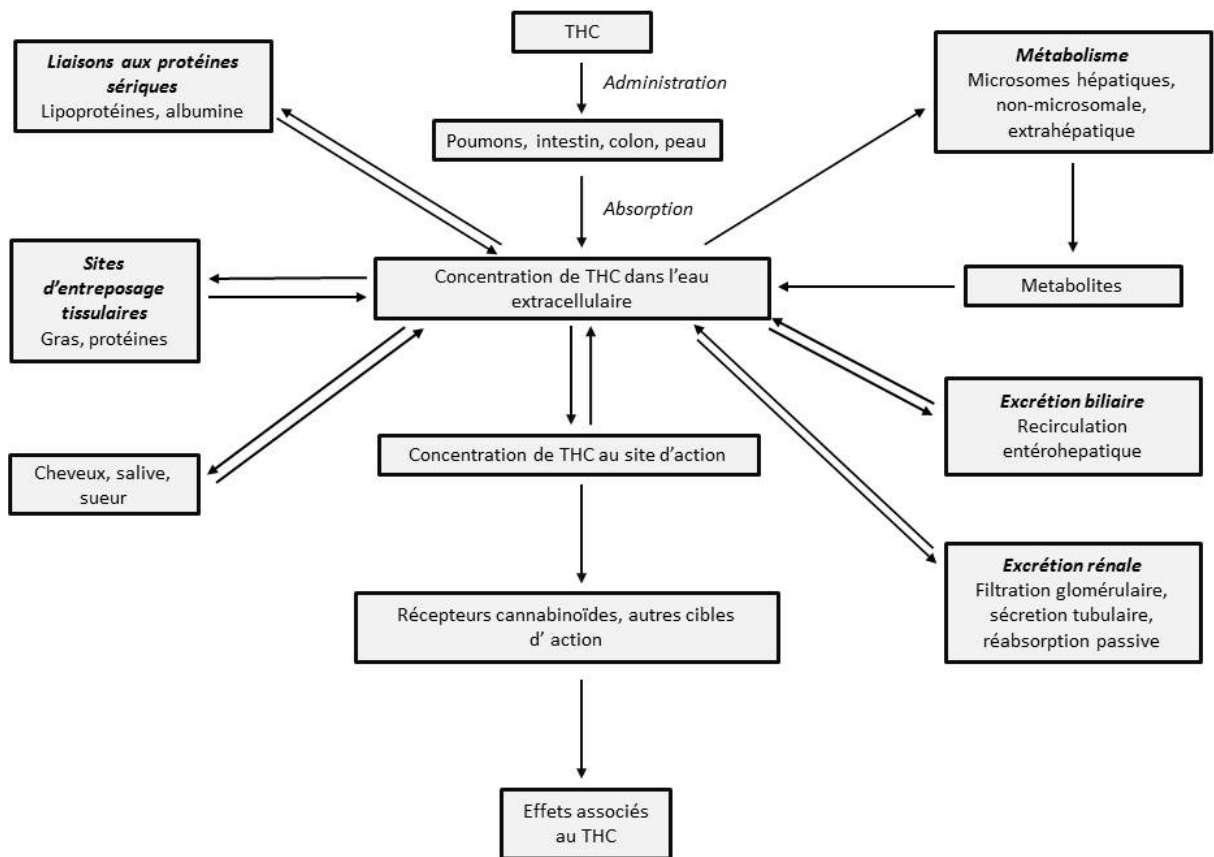 THC
Administration
Poumons, intestin, colon, peau
Absorption
Liaisons aux protéines
sériques
Lipoprotéines, albumine
Métabolisme
Microsomes hépatiques,
non-microsomale,
extrahépatique
Sites
d'entreposage
tissulaires
Gras, protéines
Concentration de THC dans l'eau
extracellulaire
Metabolites
Cheveux, salive,
sueur
Concentration de THC au site d'action
Excrétion biliaire
Recirculation
entérohepatique
Récepteurs cannabinoïdes, autres cibles
d' action
Excrétion rénale
Filtration glomérulaire,
sécrétion tubulaire,
réabsorption passive
Effets associés
au THC